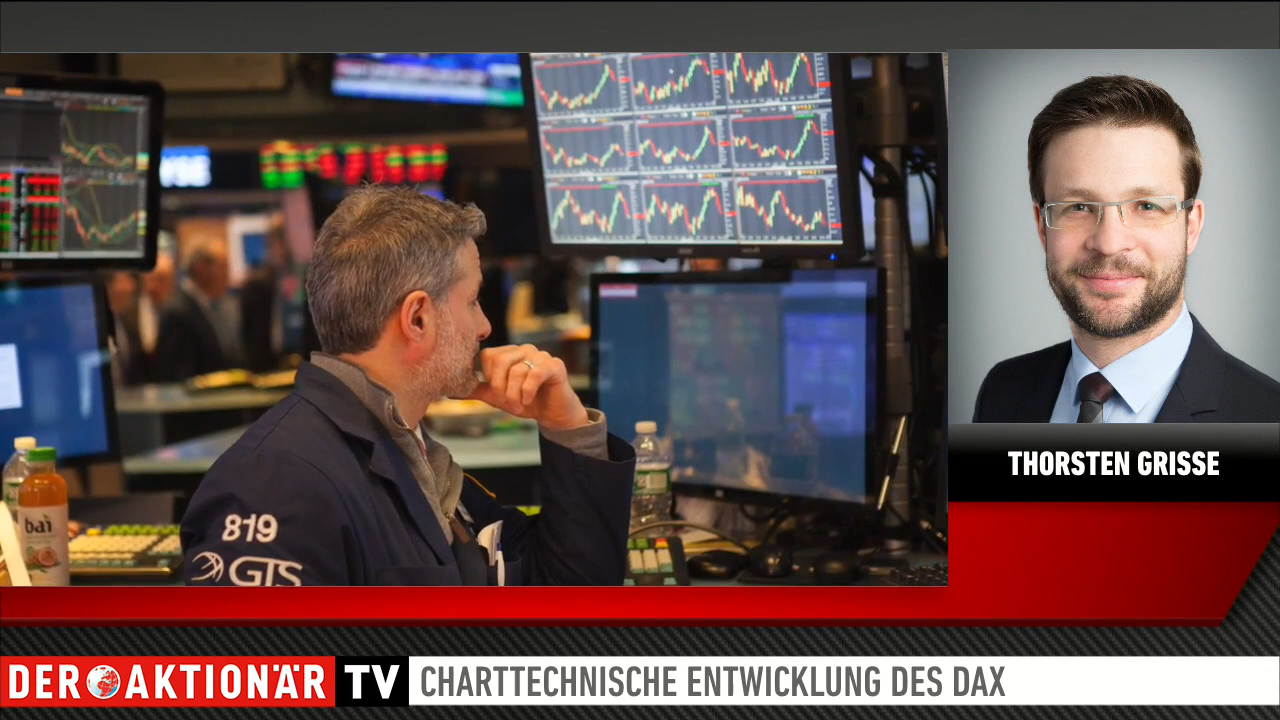 819
GTS
bai
THORSTEN GRISSE
DER AKTIONÄR TV
CHARTTECHNISCHE ENTWICKLUNG DES DAX